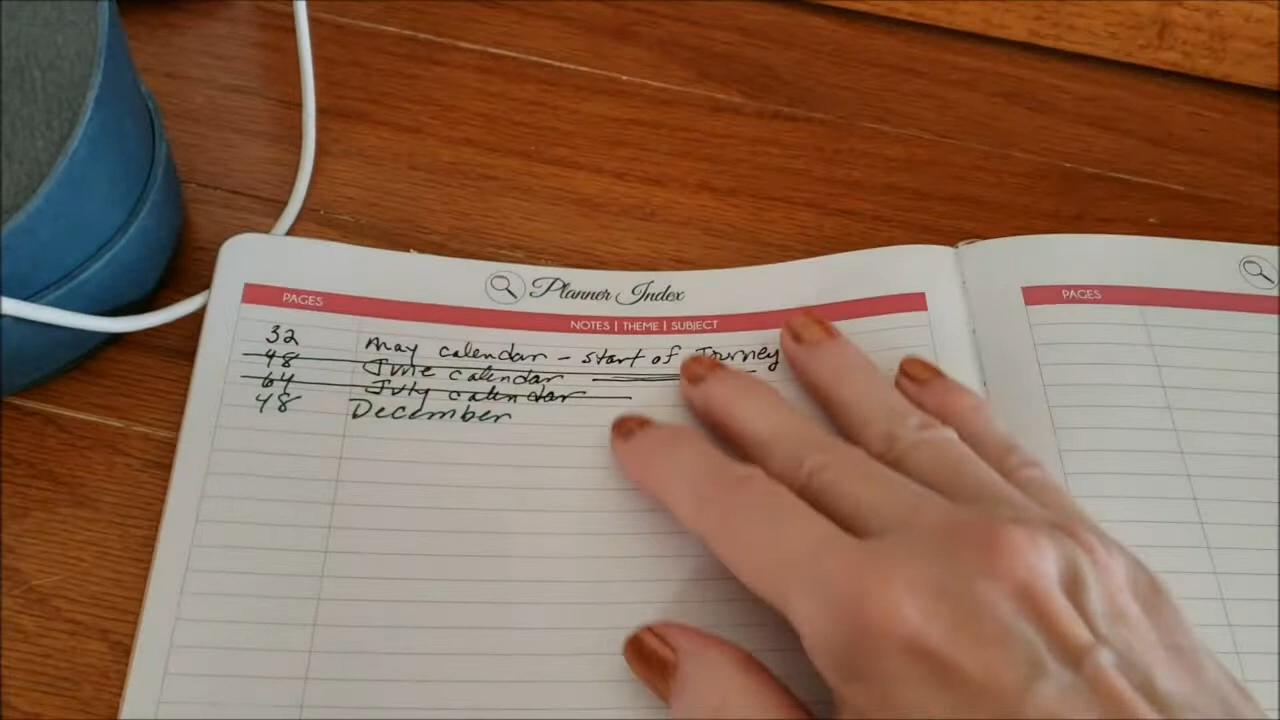 Planner Index
PAGES
NOTES | THEME | SUBJECT
32 May calendar - start of Journey
48 June calendar
64 July calendar
48 December
PAGES